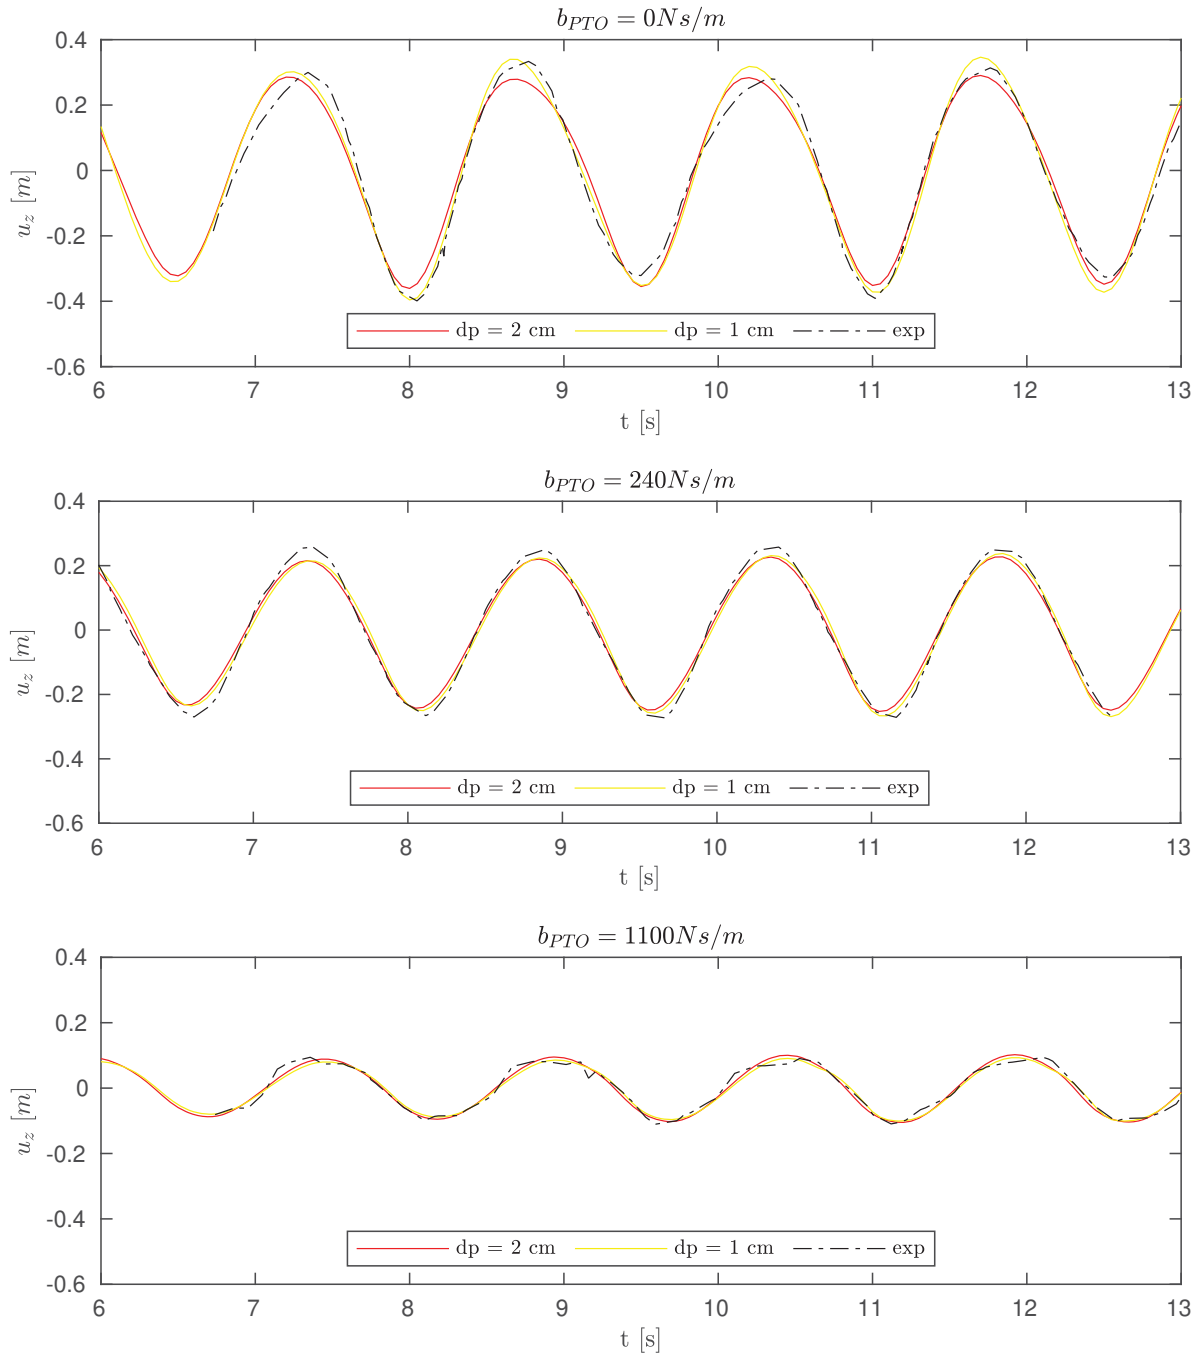 b_PTO = 0Ns/m
0.4
0.2
0
-0.2
-0.4
-0.6
u_z [m]
dp = 2 cm dp = 1 cm exp
6 7 8 9 10 11 12 13
t [s]
b_PTO = 240Ns/m
0.4
0.2
0
-0.2
-0.4
-0.6
u_z [m]
dp = 2 cm dp = 1 cm exp
6 7 8 9 10 11 12 13
t [s]
b_PTO = 1100Ns/m
0.4
0.2
0
-0.2
-0.4
-0.6
u_z [m]
dp = 2 cm dp = 1 cm exp
6 7 8 9 10 11 12 13
t [s]